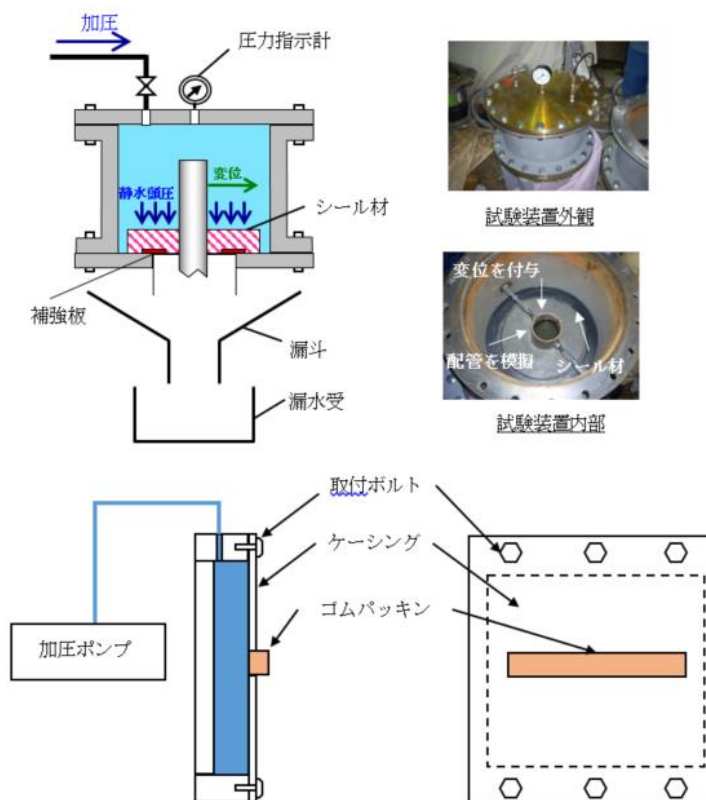 加圧
圧力指示計
変位
静水頭圧
シール材
補強板
漏斗
漏水受
試験装置外観
変位を付与
配管を模擬
シール材
試験装置内部
取付ボルト
ケーシング
ゴムパッキン
加圧ポンプ